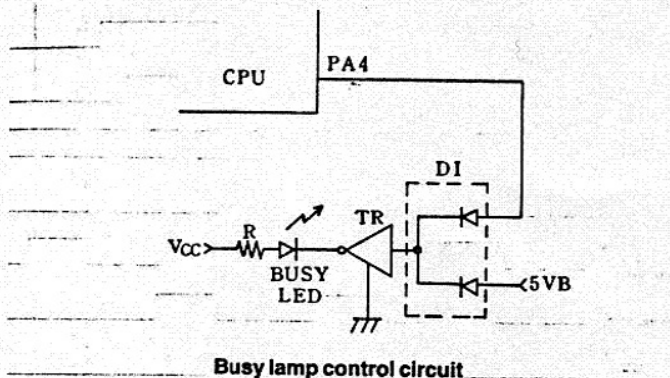 PA4
CPU
DI
TR
R
VCC
BUSY
LED
5VB
Busy lamp control circuit